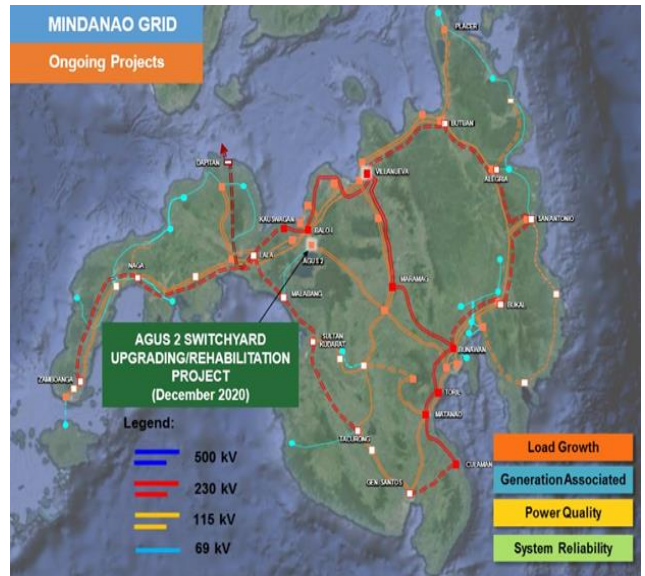 MINDANAO GRID
Ongoing Projects
PLACER
BUTUAN
DAPITAN
VILLANUEVA
ALEGRIA
KAUSWAGAN
BALO-I
SAN ANTONIO
AGUS 2
LALA
NAGA
MARAMAG
MALABANG
BUKAL
AGUS 2 SWITCHYARD
UPGRADING/REHABILITATION
PROJECT
(December 2020)
SULTAN
KUDARAT
BUNAWAN
ZAMBOANGA
TORIL
MATANAO
Legend:
TACURONG
500 kV
Load Growth
CULAMAN
230 kV
GEN. SANTOS
Generation Associated
115 kV
Power Quality
69 kV
System Reliability